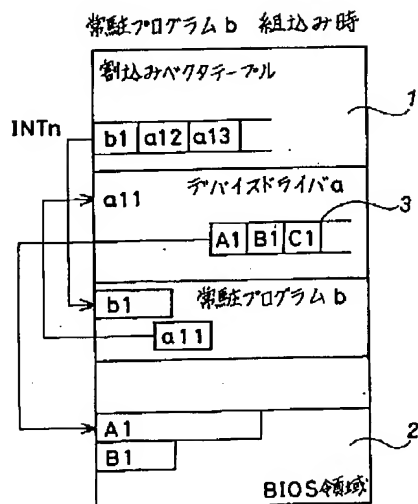 常駐プログラムb 組込み時
割込みベクタテーブル
1
INTn
b1 a12 a13
デバイスドライバa
a11
3
A1 B1 C1
常駐プログラムb
b1
a11
A1
2
B1
BIOS領域